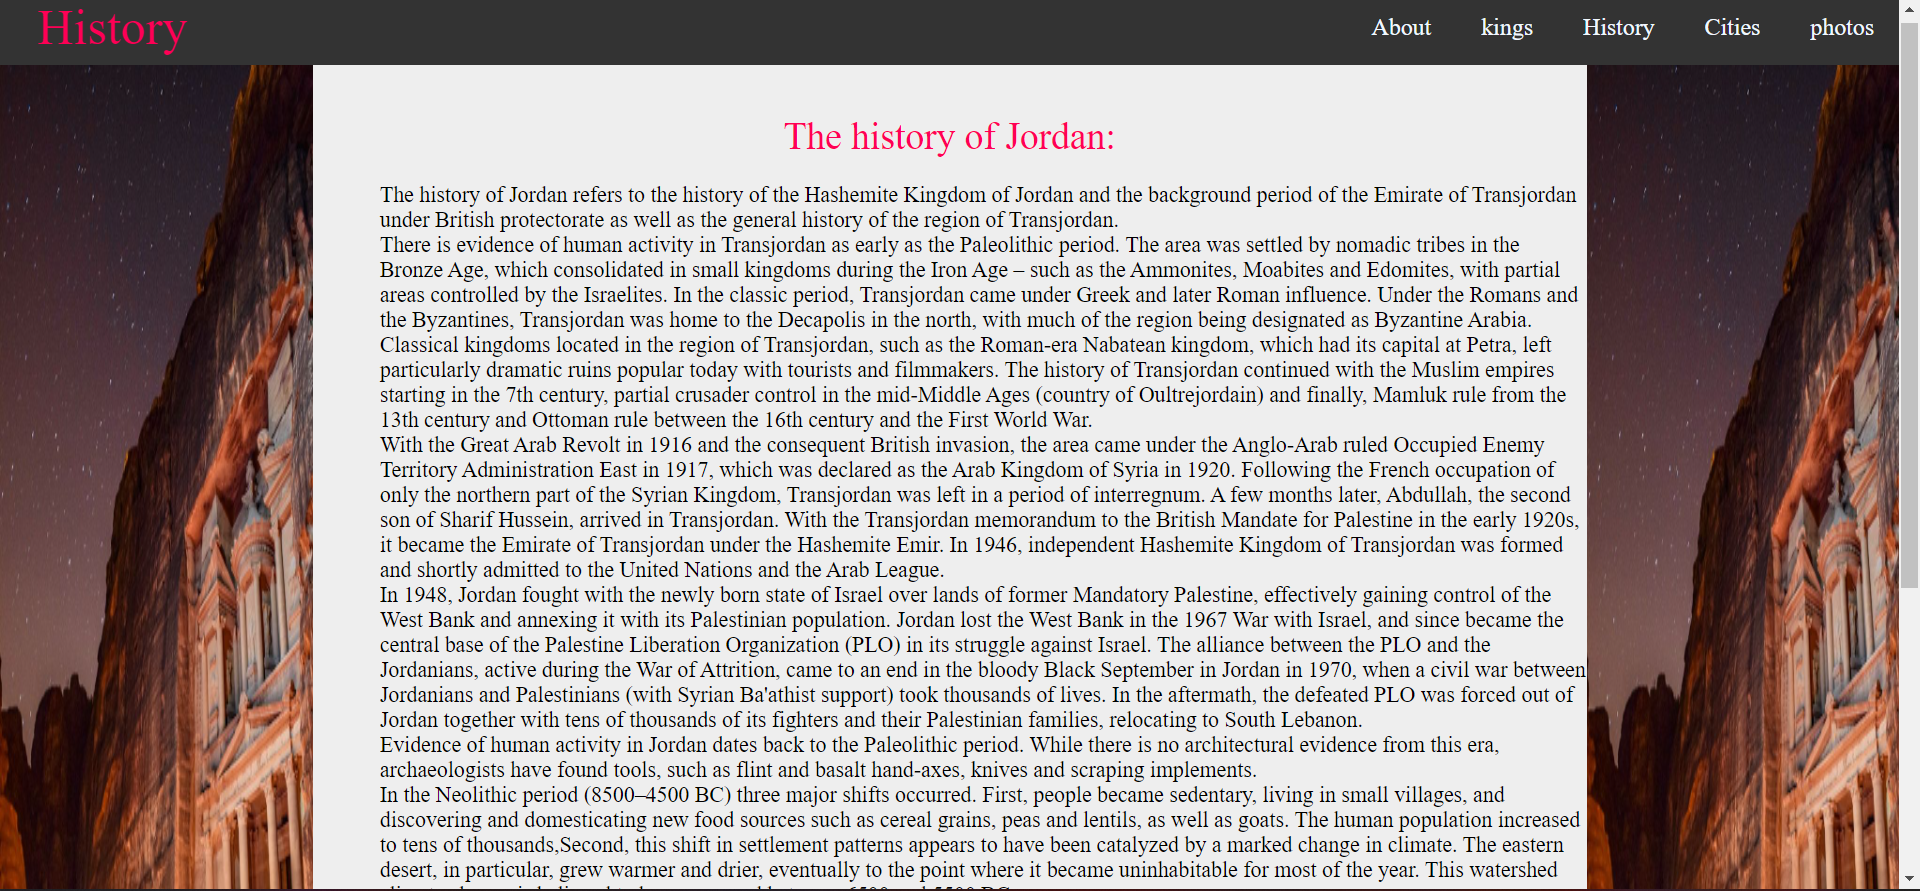 History
About kings History Cities photos
The history of Jordan:
The history of Jordan refers to the history of the Hashemite Kingdom of Jordan and the background period of the Emirate of Transjordan
under British protectorate as well as the general history of the region of Transjordan.
There is evidence of human activity in Transjordan as early as the Paleolithic period. The area was settled by nomadic tribes in the
Bronze Age, which consolidated in small kingdoms during the Iron Age – such as the Ammonites, Moabites and Edomites, with partial
areas controlled by the Israelites. In the classic period, Transjordan came under Greek and later Roman influence. Under the Romans and
the Byzantines, Transjordan was home to the Decapolis in the north, with much of the region being designated as Byzantine Arabia.
Classical kingdoms located in the region of Transjordan, such as the Roman-era Nabatean kingdom, which had its capital at Petra, left
particularly dramatic ruins popular today with tourists and filmmakers. The history of Transjordan continued with the Muslim empires
starting in the 7th century, partial crusader control in the mid-Middle Ages (country of Oultrejordain) and finally, Mamluk rule from the
13th century and Ottoman rule between the 16th century and the First World War.
With the Great Arab Revolt in 1916 and the consequent British invasion, the area came under the Anglo-Arab ruled Occupied Enemy
Territory Administration East in 1917, which was declared as the Arab Kingdom of Syria in 1920. Following the French occupation of
only the northern part of the Syrian Kingdom, Transjordan was left in a period of interregnum. A few months later, Abdullah, the second
son of Sharif Hussein, arrived in Transjordan. With the Transjordan memorandum to the British Mandate for Palestine in the early 1920s,
it became the Emirate of Transjordan under the Hashemite Emir. In 1946, independent Hashemite Kingdom of Transjordan was formed
and shortly admitted to the United Nations and the Arab League.
In 1948, Jordan fought with the newly born state of Israel over lands of former Mandatory Palestine, effectively gaining control of the
West Bank and annexing it with its Palestinian population. Jordan lost the West Bank in the 1967 War with Israel, and since became the
central base of the Palestine Liberation Organization (PLO) in its struggle against Israel. The alliance between the PLO and the
Jordanians, active during the War of Attrition, came to an end in the bloody Black September in Jordan in 1970, when a civil war between
Jordanians and Palestinians (with Syrian Ba'athist support) took thousands of lives. In the aftermath, the defeated PLO was forced out of
Jordan together with tens of thousands of its fighters and their Palestinian families, relocating to South Lebanon.
Evidence of human activity in Jordan dates back to the Paleolithic period. While there is no architectural evidence from this era,
archaeologists have found tools, such as flint and basalt hand-axes, knives and scraping implements.
In the Neolithic period (8500–4500 BC) three major shifts occurred. First, people became sedentary, living in small villages, and
discovering and domesticating new food sources such as cereal grains, peas and lentils, as well as goats. The human population increased
to tens of thousands,Second, this shift in settlement patterns appears to have been catalyzed by a marked change in climate. The eastern
desert, in particular, grew warmer and drier, eventually to the point where it became uninhabitable for most of the year. This watershed